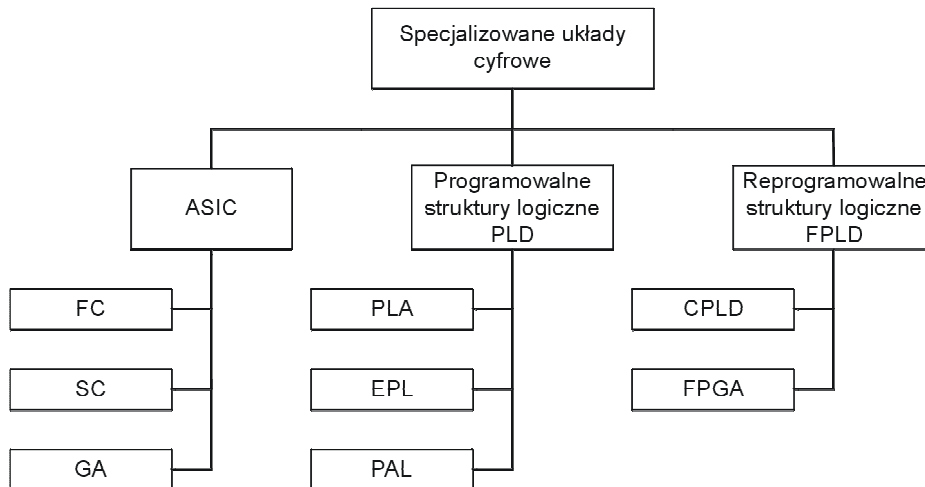 Specjalizowane układy
cyfrowe
ASIC
Programowalne
struktury logiczne
PLD
Reprogramowalne
struktury logiczne
FPLD
FC
PLA
CPLD
SC
EPL
FPGA
GA
PAL